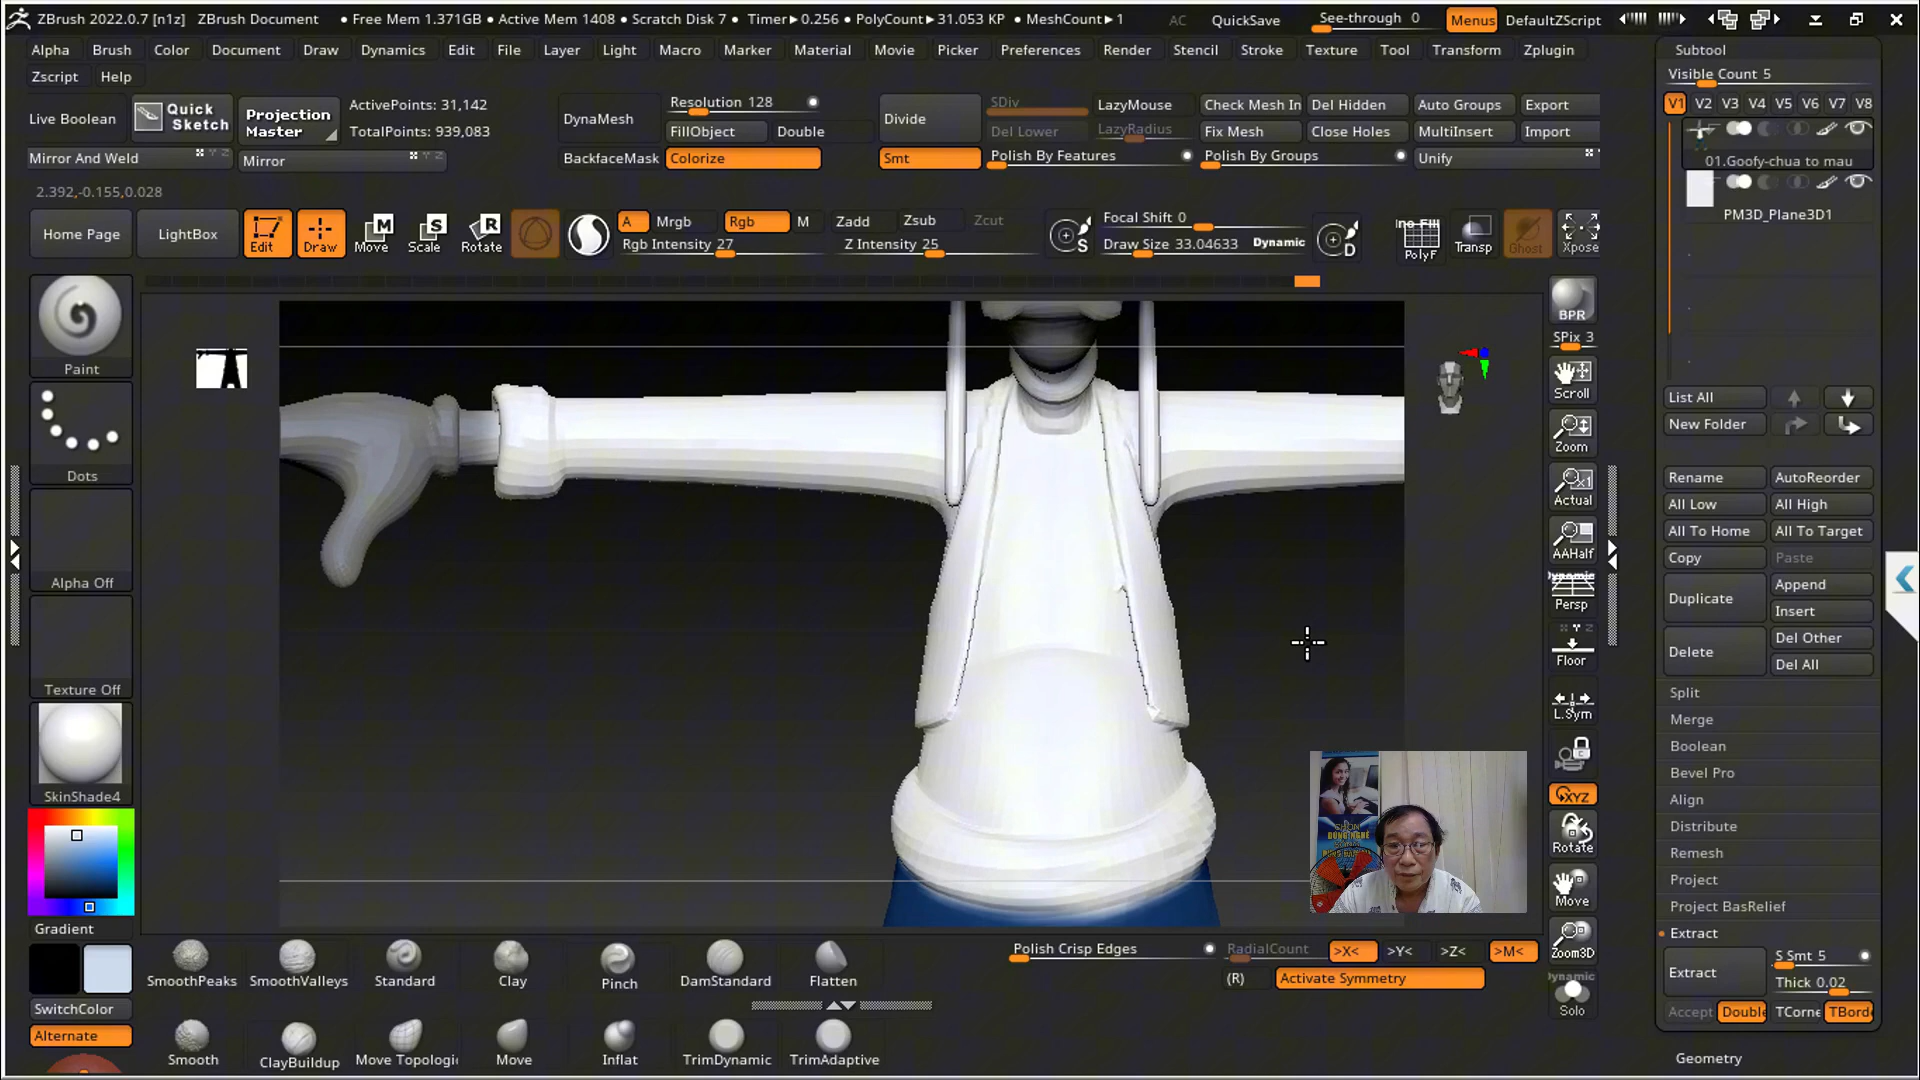 ZBrush 2022.0.7 [n1z] ZBrush Document • Free Mem 1.371GB • Active Mem 1408 • Scratch Disk 7 • Timer▸0.256 • PolyCount▸31.053 KP • MeshCount▸1 AC QuickSave See-through 0 Menus DefaultZScript
Alpha Brush Color Document Draw Dynamics Edit File Layer Light Macro Marker Material Movie Picker Preferences Render Stencil Stroke Texture Tool Transform Zplugin
Zscript Help
Live Boolean Quick Sketch Projection Master ActivePoints: 31,142
TotalPoints: 939,083
DynaMesh Resolution 128
FillObject Double
Divide SDiv
Del Lower
LazyMouse
LazyRadius
Check Mesh In Del Hidden Auto Groups Export
Fix Mesh Close Holes MultiInsert Import
Mirror And Weld Mirror BackfaceMask Colorize Smt Polish By Features Polish By Groups Unify
2.392,-0.155,0.028
Home Page LightBox Edit Draw Move Scale Rotate
A Mrgb Rgb M Zadd Zsub Zcut
Rgb Intensity 27 Z Intensity 25
S Focal Shift 0
Draw Size 33.04633 Dynamic D
PolyF Transp Ghost Xpose
Paint
Dots
Alpha Off
Texture Off
SkinShade4
Gradient
SwitchColor
Alternate
BPR
SPix 3
Scroll
Zoom
Actual
AAHalf
Dynamic
Persp
Floor
L.Sym
XYZ
Rotate
Move
Zoom3D
Dynamic
Solo
SmoothPeaks SmoothValleys Standard Clay Pinch DamStandard Flatten
Smooth ClayBuildup Move Topologi Move Inflat TrimDynamic TrimAdaptive
Polish Crisp Edges RadialCount >X< >Y< >Z< >M<
(R) Activate Symmetry
Subtool
Visible Count 5
V1 V2 V3 V4 V5 V6 V7 V8
01.Goofy-chua to mau
PM3D_Plane3D1
List All
New Folder
Rename AutoReorder
All Low All High
All To Home All To Target
Copy Paste
Duplicate Append
Insert
Delete Del Other
Del All
Split
Merge
Boolean
Bevel Pro
Align
Distribute
Remesh
Project
Project BasRelief
Extract
Extract S Smt 5
Thick 0.02
Accept Double TCorne TBord
Geometry